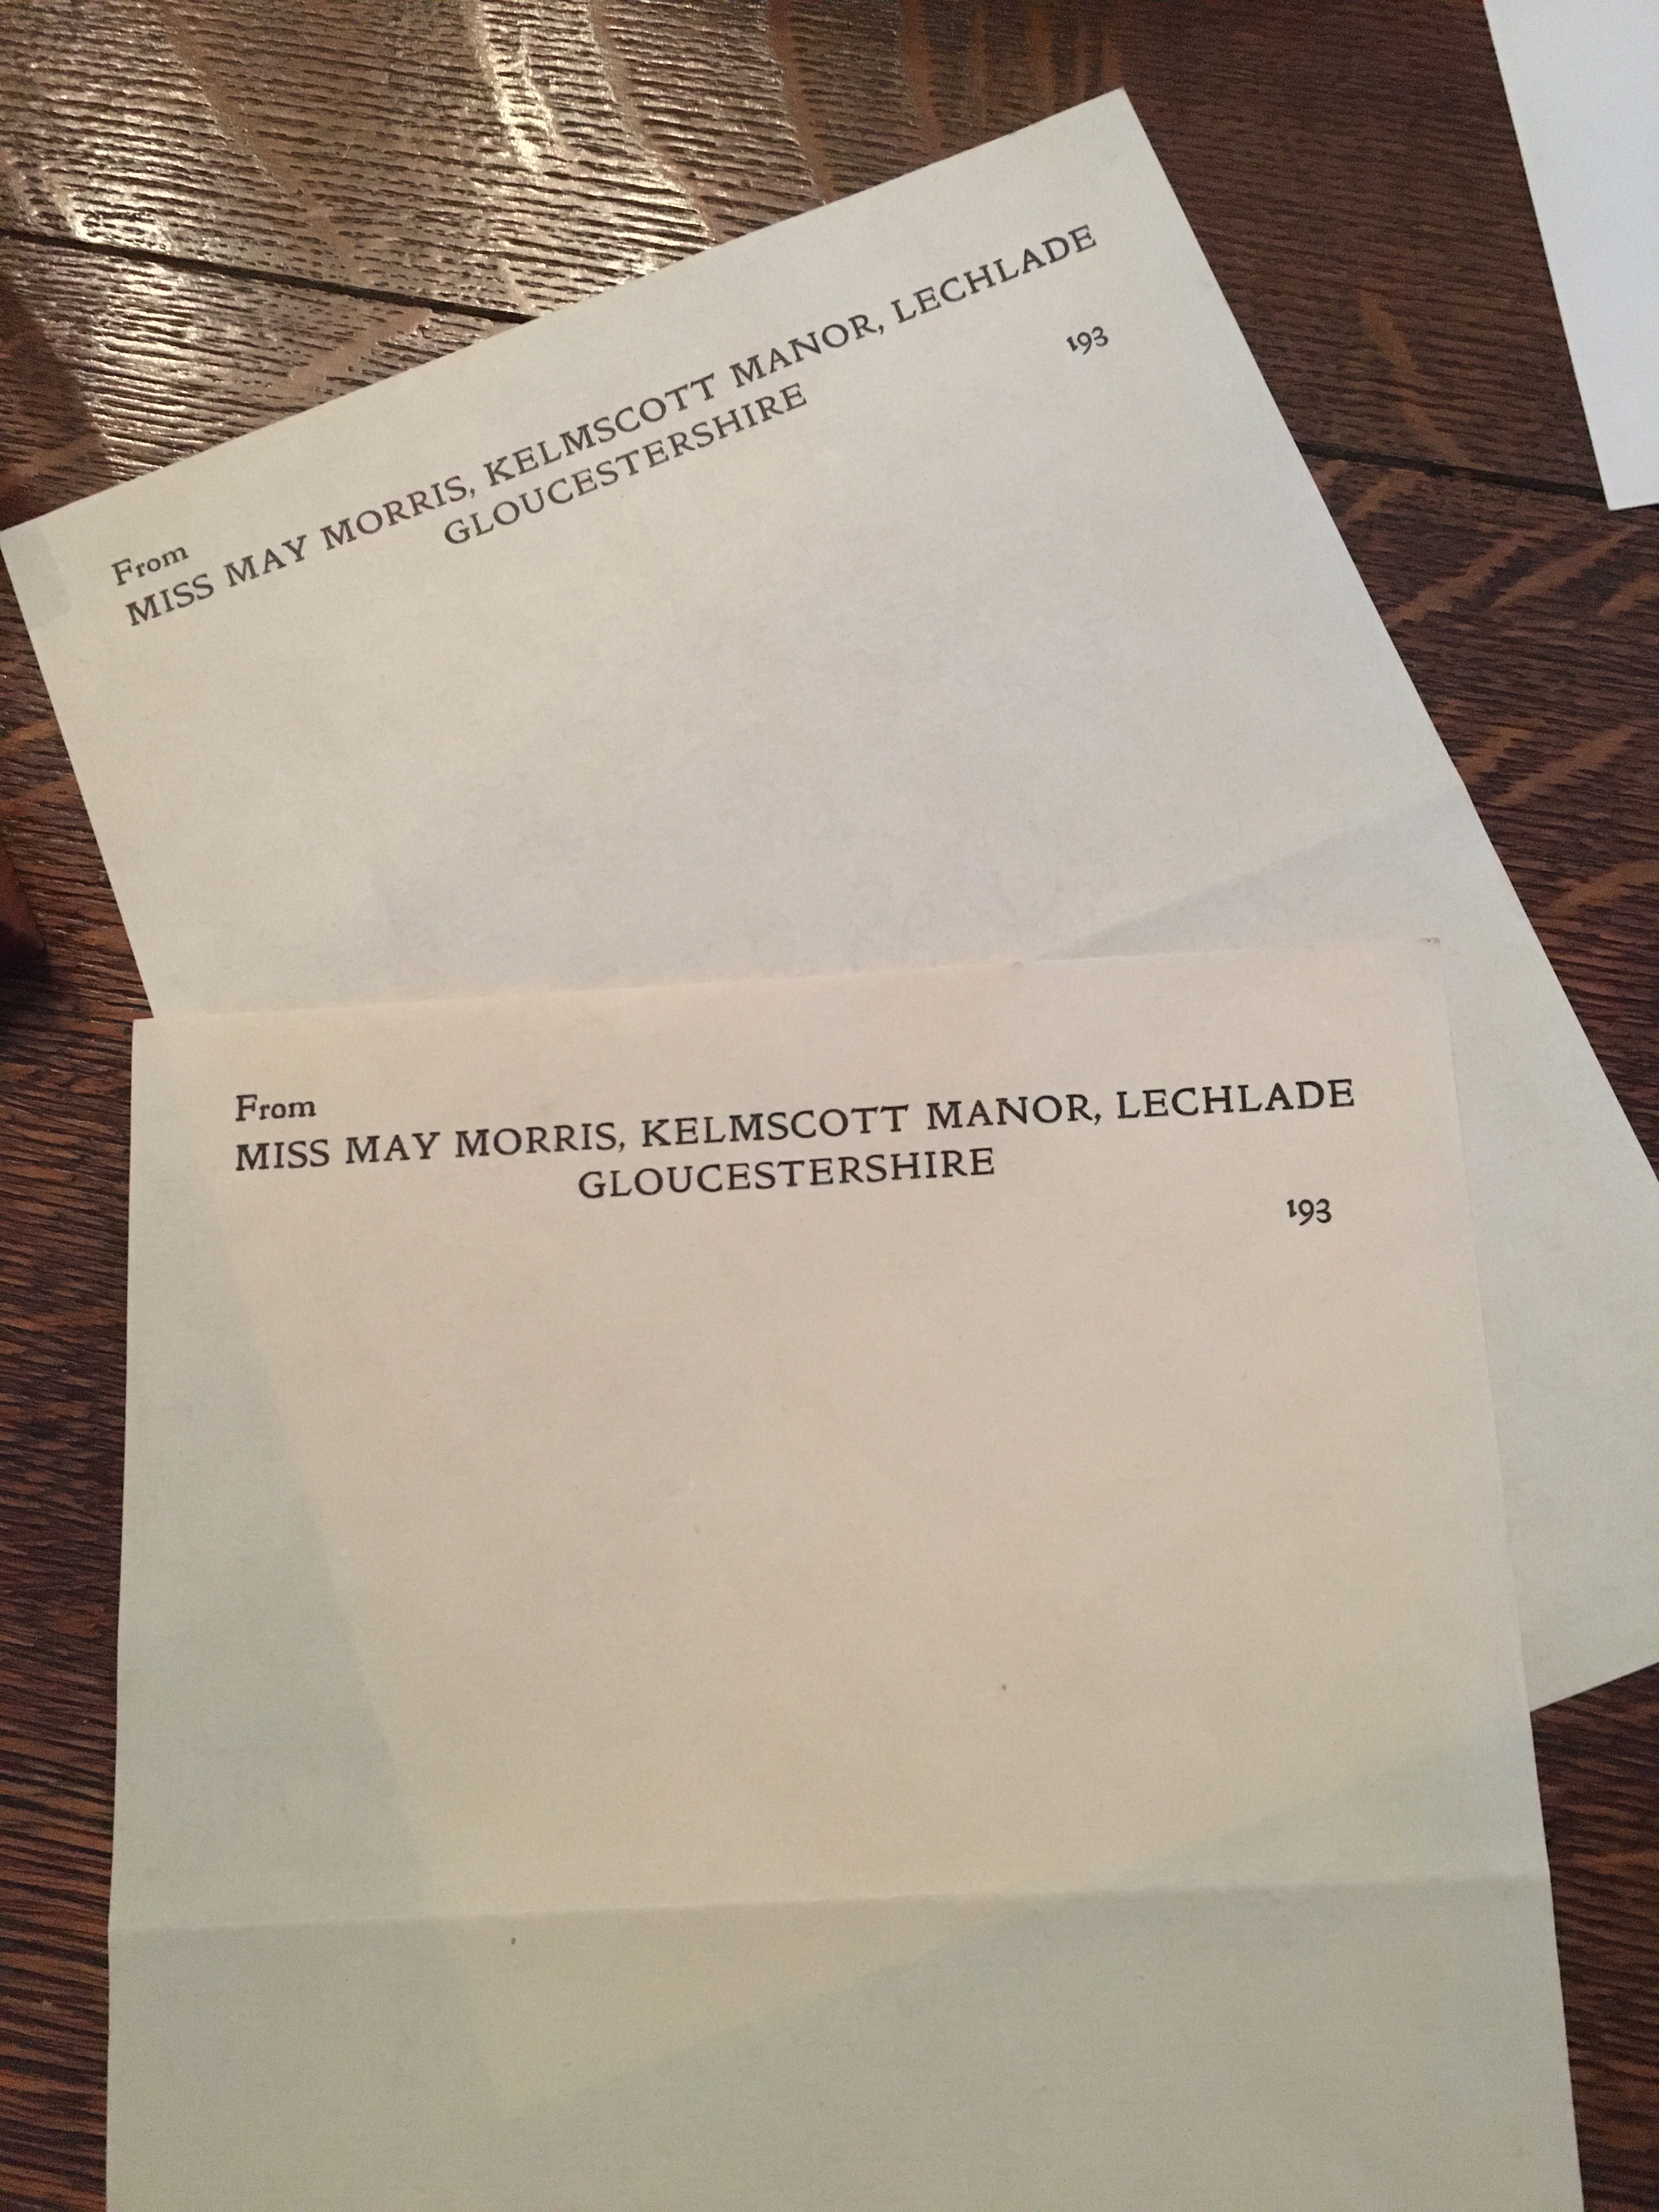 From
MISS MAY MORRIS, KELMSCOTT MANOR, LECHLADE
GLOUCESTERSHIRE
193
From
MISS MAY MORRIS, KELMSCOTT MANOR, LECHLADE
GLOUCESTERSHIRE
193